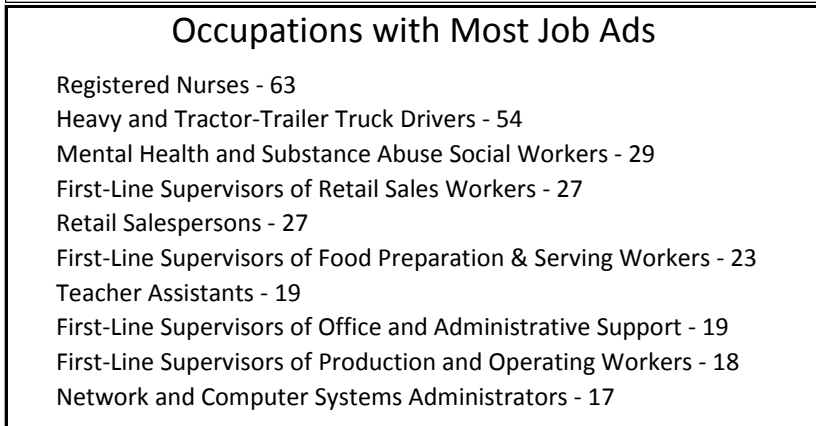 Occupations with Most Job Ads
Registered Nurses - 63
Heavy and Tractor-Trailer Truck Drivers - 54
Mental Health and Substance Abuse Social Workers - 29
First-Line Supervisors of Retail Sales Workers - 27
Retail Salespersons - 27
First-Line Supervisors of Food Preparation & Serving Workers - 23
Teacher Assistants - 19
First-Line Supervisors of Office and Administrative Support - 19
First-Line Supervisors of Production and Operating Workers - 18
Network and Computer Systems Administrators - 17